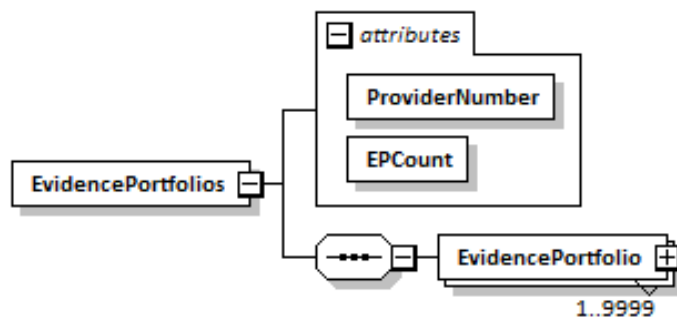 attributes
ProviderNumber
EPCount
EvidencePortfolios
EvidencePortfolio
1..9999